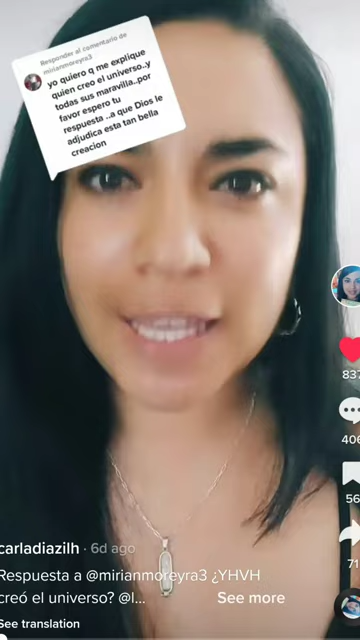 Responder al comentario de
mirianmoreyra3
yo quiero q me explique
quien creo el universo..y
todas sus maravilla..por
favor espero tu
respuesta ..a que Dios le
adjudica esta tan bella
creacion
837
406
56
71
carladiazilh · 6d ago
Respuesta a @mirianmoreyra3 ¿YHVH
creó el universo? @l... See more
See translation